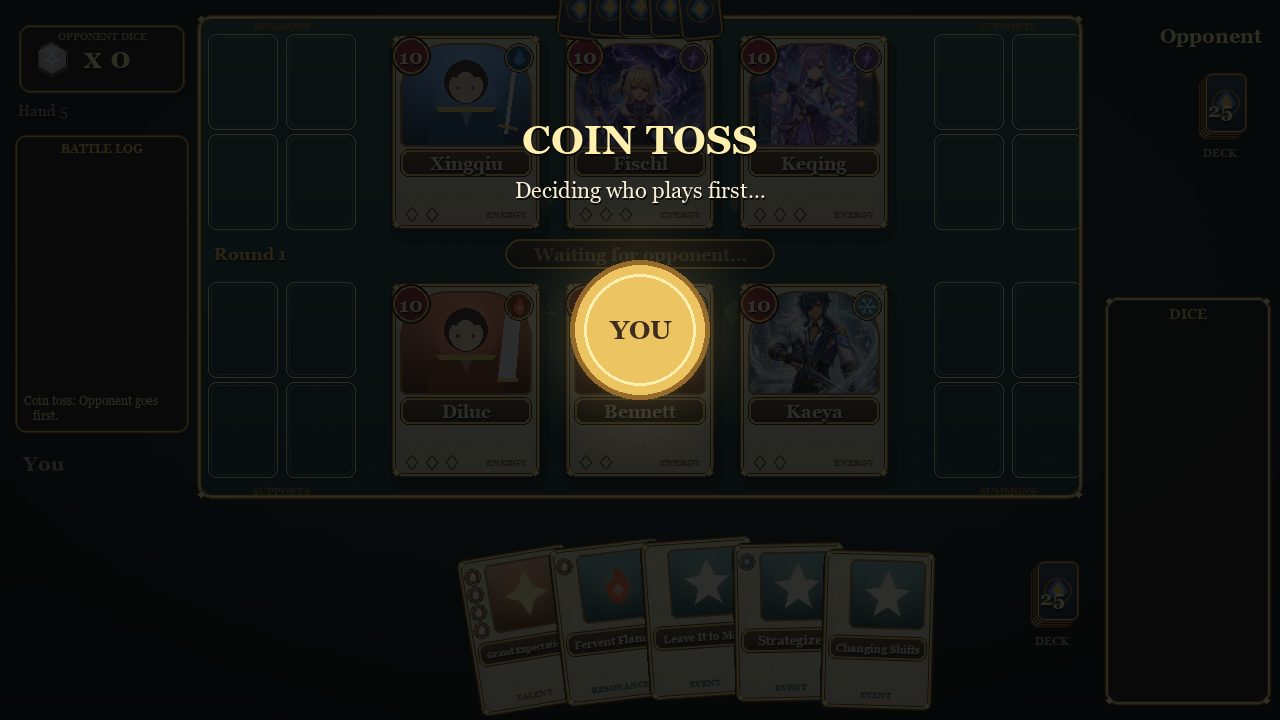 SUMMONS
SUPPORTS
OPPONENT DICE
X 0
Hand 5
Opponent
10
10
10
COIN TOSS
Xingqiu
Fischl
Keqing
Deciding who plays first...
ENERGY
ENERGY
ENERGY
25
DECK
BATTLE LOG
Coin toss: Opponent goes
first.
Round 1
Waiting for opponent...
10
10
YOU
Diluc
Bennett
Kaeya
ENERGY
ENERGY
ENERGY
You
SUPPORTS
SUMMONS
DICE
Fervent Flam
Leave It to M
Strategize
Changing Shifts
TALENT
RESONANCE
EVENT
EVENT
EVENT
25
DECK